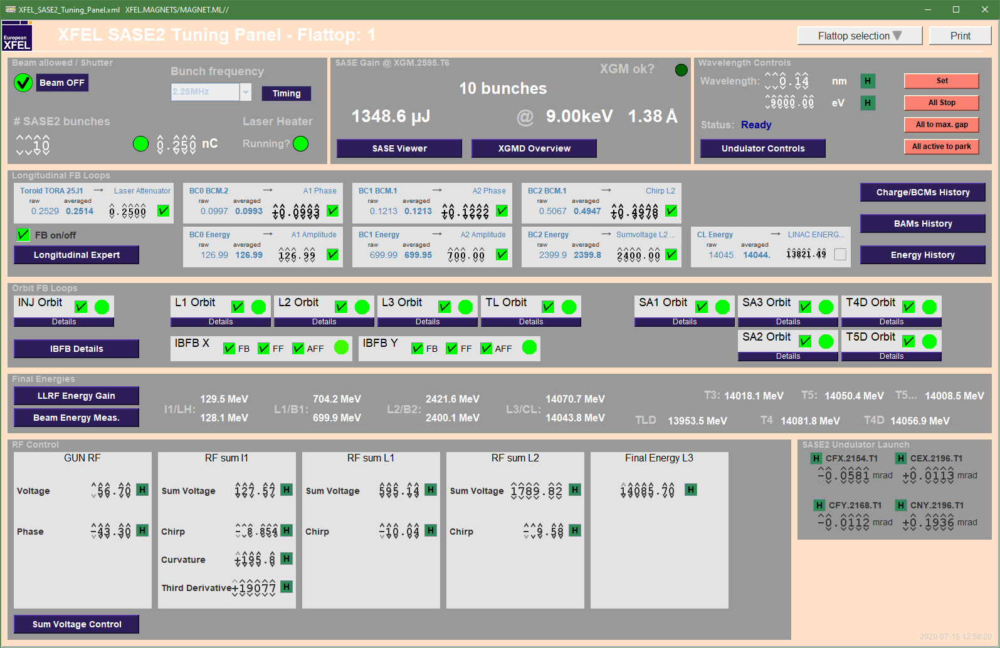 XFEL_SASE2_Tuning_Panel.xml XFEL.MAGNETS/MAGNET.ML//
European
XFEL
XFEL SASE2 Tuning Panel - Flattop: 1
Flattop selection
Print
Beam allowed / Shutter
Beam OFF
Bunch frequency
2.25MHz
Timing
# SASE2 bunches
10
0.250 nC
Laser Heater
Running?
SASE Gain @ XGM.2595.T6
XGM ok?
10 bunches
1348.6 µJ @ 9.00keV 1.38 Å
SASE Viewer
XGMD Overview
Wavelength Controls
Wavelength: 0.14 nm H
9000.00 eV H
Status: Ready
Undulator Controls
Set
All Stop
All to max. gap
All active to park
Longitudinal FB Loops
Toroid TORA 25.I1 → Laser Attenuator
raw averaged
0.2529 0.2514 0.2500
BC0 BCM.2 → A1 Phase
raw averaged
0.0997 0.0993 +0.0993
BC1 BCM.1 → A2 Phase
raw averaged
0.1213 0.1213 +0.1222
BC2 BCM.1 → Chirp L2
raw averaged
0.5067 0.4947 +0.4978
Charge/BCMs History
BAMs History
Energy History
FB on/off
Longitudinal Expert
BC0 Energy → A1 Amplitude
raw averaged
126.99 126.99 126.99
BC1 Energy → A2 Amplitude
raw averaged
699.99 699.95 700.00
BC2 Energy → Sumvoltage L2 ...
raw averaged
2399.9 2399.8 2400.00
CL Energy → LINAC ENERG...
raw averaged
14045. 14044. 13821.49
Orbit FB Loops
INJ Orbit
Details
L1 Orbit
Details
L2 Orbit
Details
L3 Orbit
Details
TL Orbit
Details
SA1 Orbit
Details
SA3 Orbit
Details
T4D Orbit
Details
IBFB Details
IBFB X FB FF AFF
IBFB Y FB FF AFF
SA2 Orbit
Details
T5D Orbit
Details
Final Energies
LLRF Energy Gain
Beam Energy Meas.
I1/LH: 129.5 MeV
128.1 MeV
L1/B1: 704.2 MeV
699.9 MeV
L2/B2: 2421.6 MeV
2400.1 MeV
L3/CL: 14070.7 MeV
14043.8 MeV
T3: 14018.1 MeV T5: 14050.4 MeV T5... 14008.5 MeV
TLD 13953.5 MeV T4 14081.8 MeV T4D 14056.9 MeV
RF Control
GUN RF
Voltage 56.70 H
Phase -43.30 H
RF sum I1
Sum Voltage 127.57 H
Chirp -8.854 H
Curvature +195.8 H
Third Derivative +19077 H
RF sum L1
Sum Voltage 595.14 H
Chirp -10.04 H
RF sum L2
Sum Voltage 1789.82 H
Chirp -9.58 H
Final Energy L3
14085.70 H
Sum Voltage Control
SASE2 Undulator Launch
H CFX.2154.T1 H CEX.2196.T1
-0.0581 mrad +0.0113 mrad
H CFY.2168.T1 H CNY.2196.T1
-0.0112 mrad +0.1936 mrad
2020-07-15 12:58:20